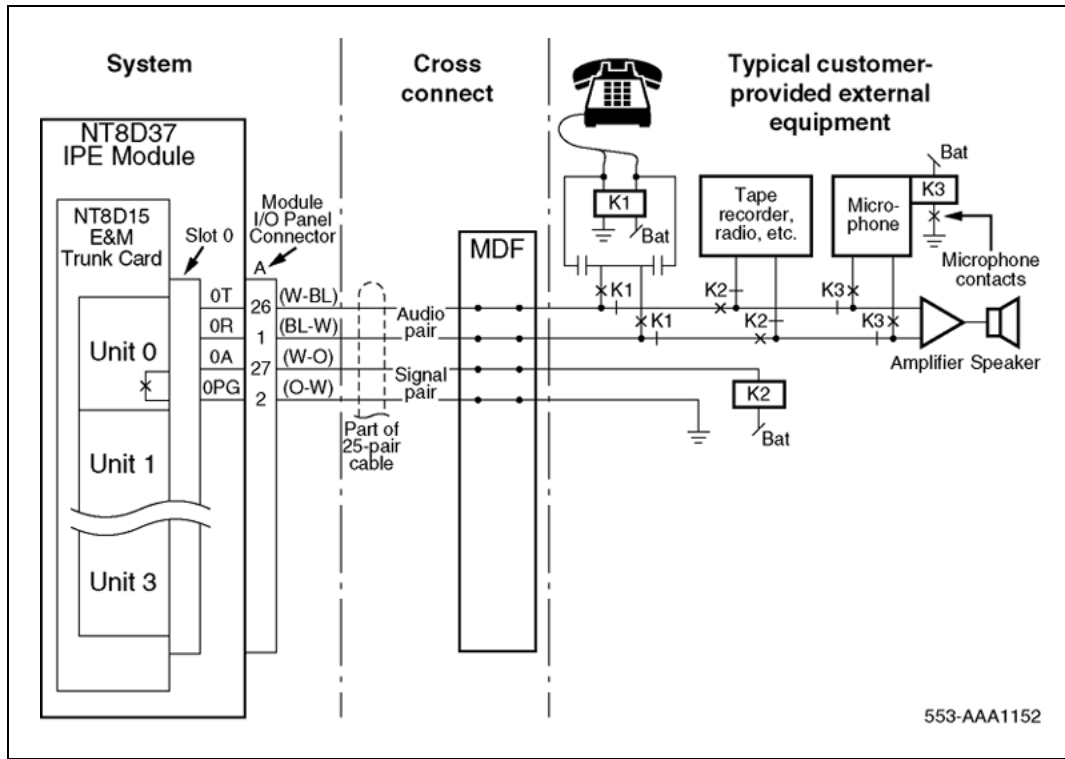 System
Cross
connect
Typical customer-
provided external
equipment
NT8D37
IPE Module
NT8D15
E&M
Trunk Card
Slot 0
Module
I/O Panel
Connector
A
Unit 0
Unit 1
Unit 3
0T
26
(W-BL)
0R
1
(BL-W)
0A
27
(W-O)
0PG
2
(O-W)
Audio
pair
Signal
pair
Part of
25-pair
cable
MDF
K1
Bat
K1
K1
Tape
recorder,
radio, etc.
K2
K2
Micro-
phone
Bat
K3
Microphone
contacts
K3
K3
Amplifier
Speaker
K2
Bat
553-AAA1152